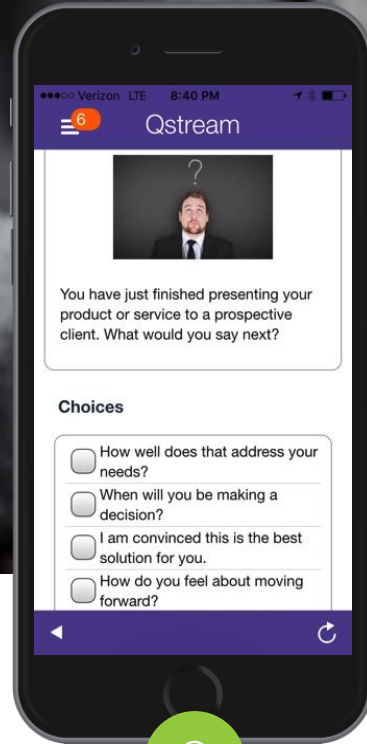 Verizon LTE 8:40 PM
6
Qstream
?
You have just finished presenting your
product or service to a prospective
client. What would you say next?
Choices
How well does that address your
needs?
When will you be making a
decision?
I am convinced this is the best
solution for you.
How do you feel about moving
forward?